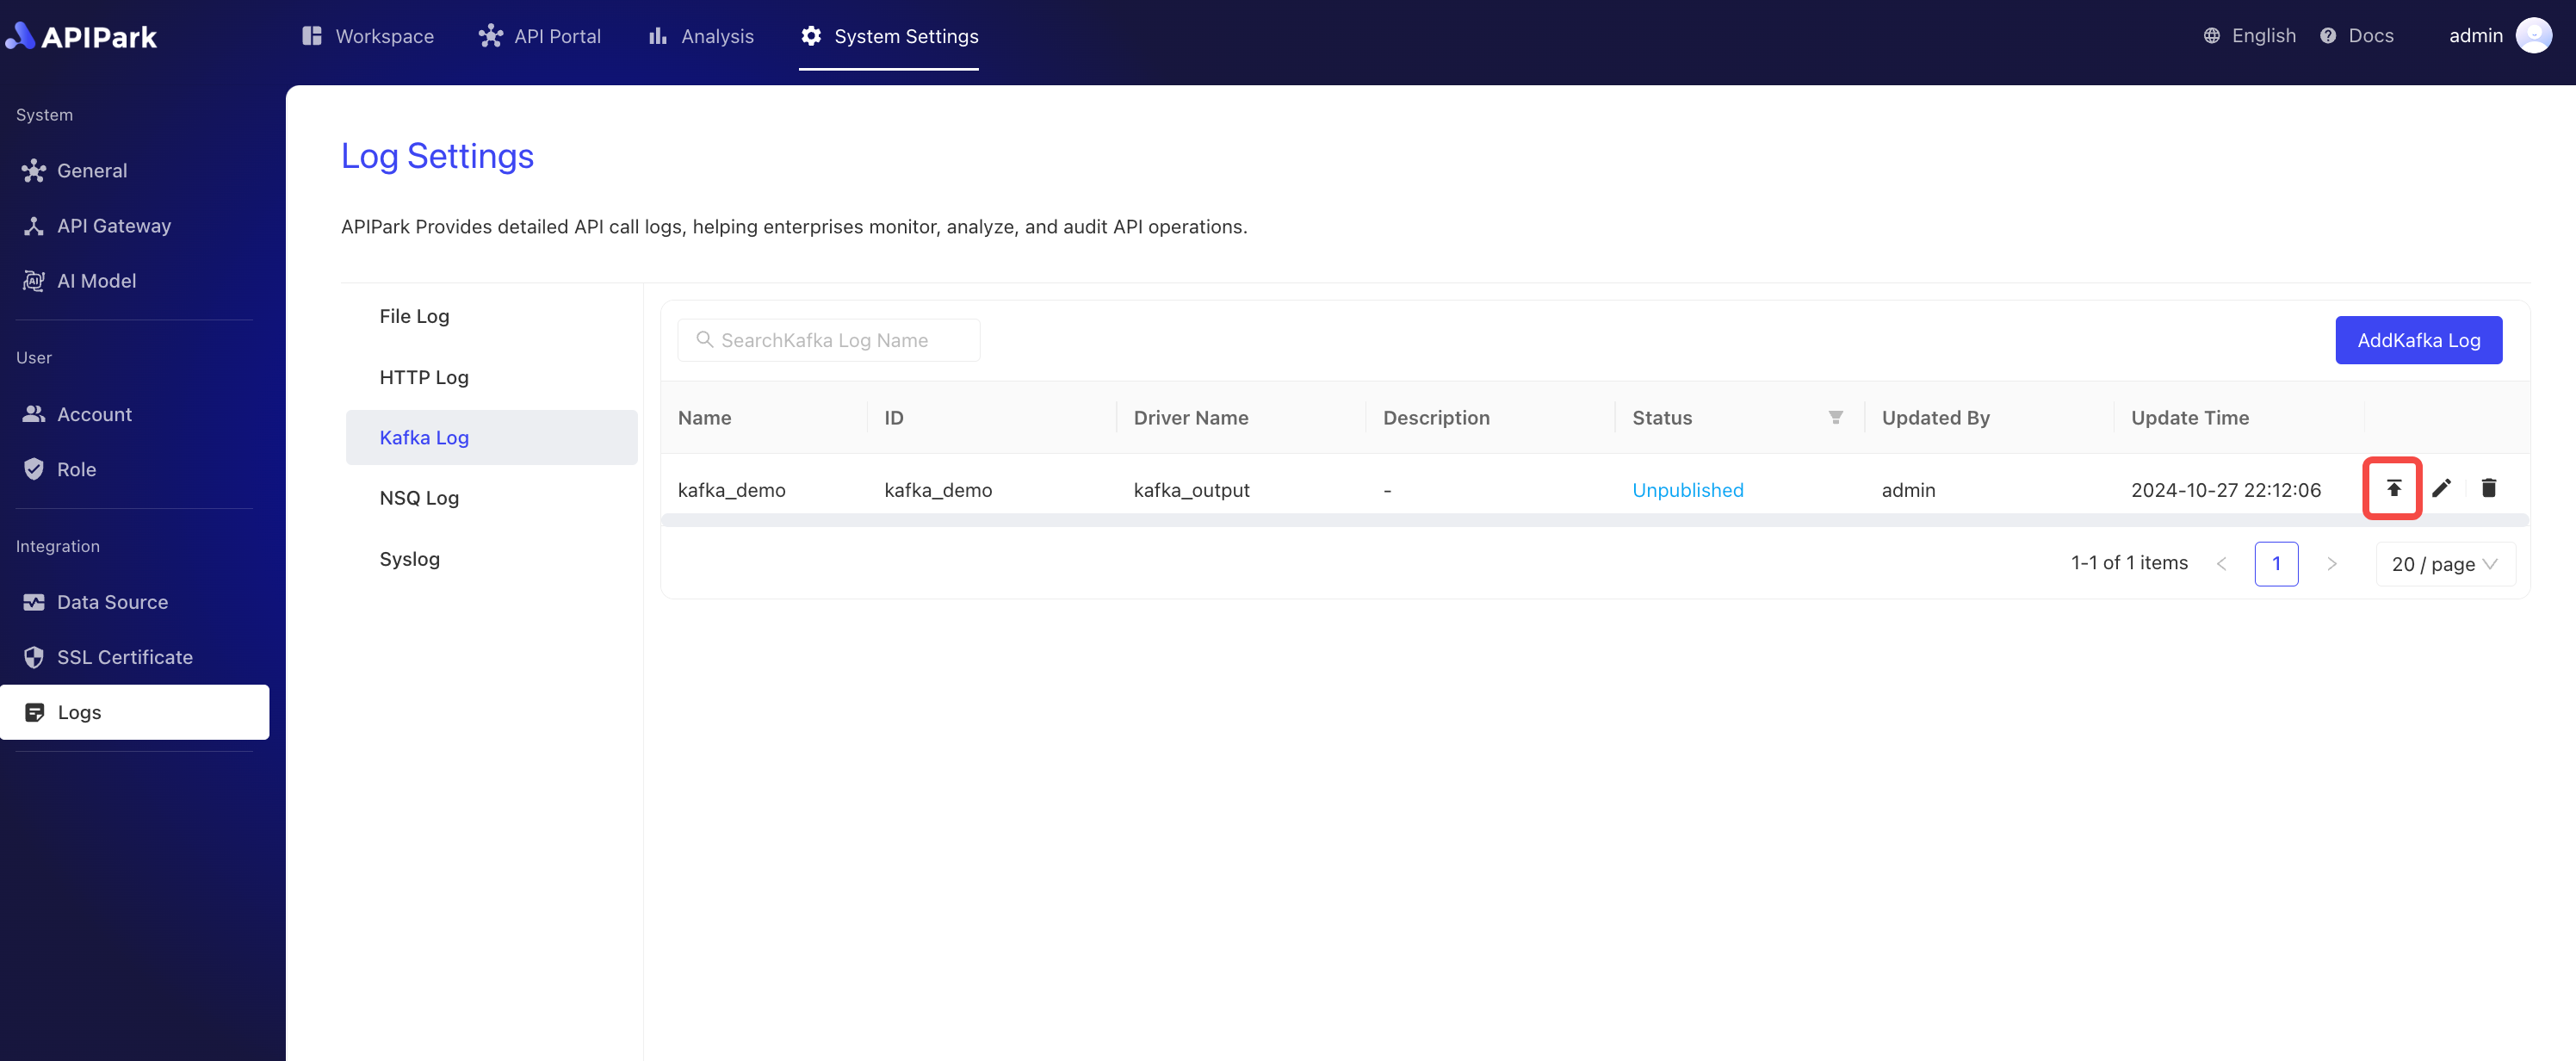 APIPark
Workspace
API Portal
Analysis
System Settings
English
Docs
admin
System
General
API Gateway
AI Model
User
Account
Role
Integration
Data Source
SSL Certificate
Logs
Log Settings
APIPark Provides detailed API call logs, helping enterprises monitor, analyze, and audit API operations.
File Log
HTTP Log
Kafka Log
NSQ Log
Syslog
SearchKafka Log Name
AddKafka Log
Name ID Driver Name Description Status Updated By Update Time
kafka_demo kafka_demo kafka_output - Unpublished admin 2024-10-27 22:12:06
1-1 of 1 items < 1 > 20 / page